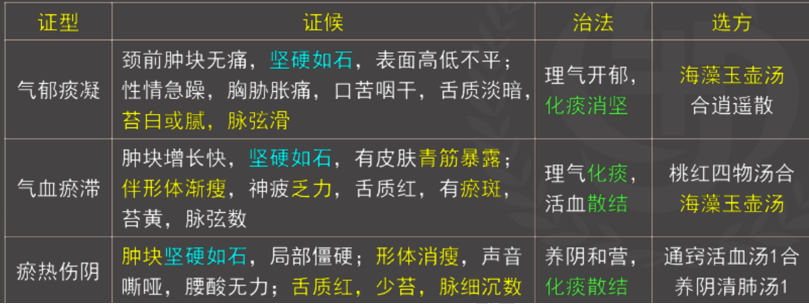 证型 证候 治法 选方
气郁痰凝
颈前肿块无痛，坚硬如石，表面高低不平；
性情急躁，胸胁胀痛，口苦咽干，舌质淡暗，
苔白或腻，脉弦滑
理气开郁，
化痰消坚
海藻玉壶汤
合逍遥散
气血瘀滞
肿块增长快，坚硬如石，有皮肤青筋暴露；
伴形体渐瘦，神疲乏力，舌质红，有瘀斑，
苔黄，脉弦数
理气化痰，
活血散结
桃红四物汤合
海藻玉壶汤
瘀热伤阴
肿块坚硬如石，局部僵硬；形体消瘦，声音
嘶哑，腰酸无力；舌质红，少苔，脉细沉数
养阴和营，
化痰散结
通窍活血汤1合
养阴清肺汤1